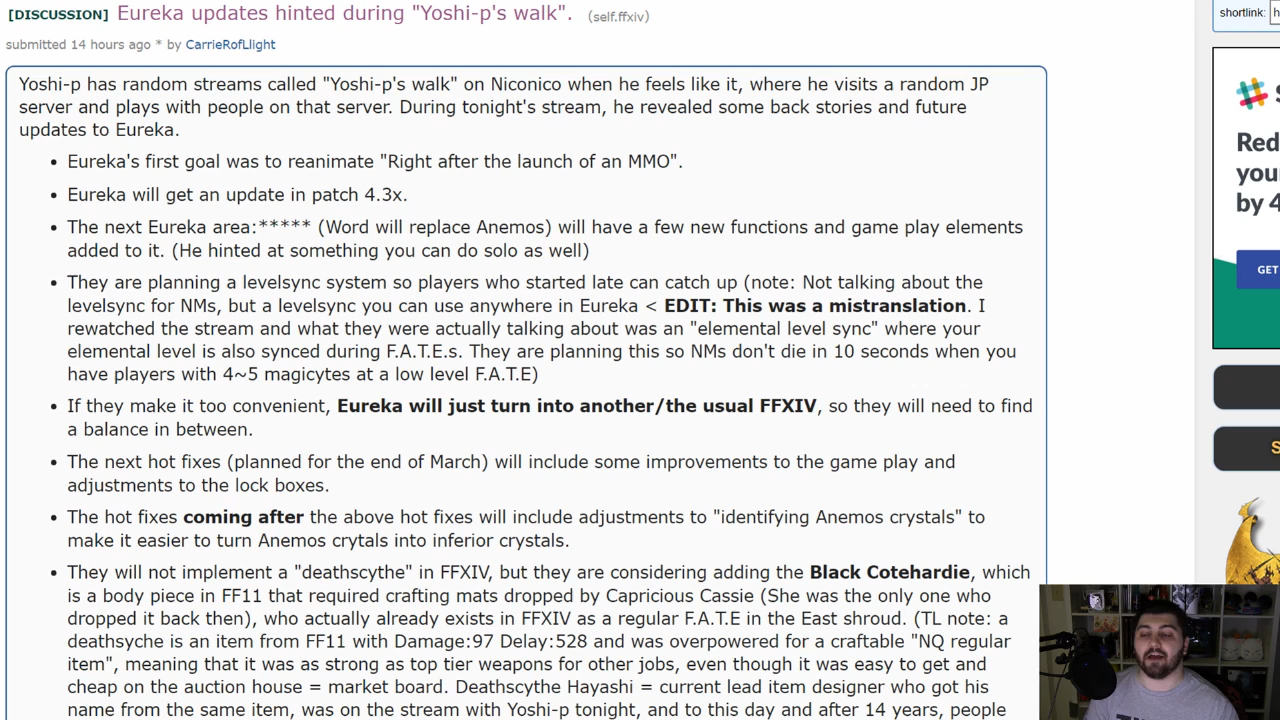 [DISCUSSION] Eureka updates hinted during "Yoshi-p's walk". (self.ffxiv)
shortlink:
submitted 14 hours ago * by CarrieRofLlight
Yoshi-p has random streams called "Yoshi-p's walk" on Niconico when he feels like it, where he visits a random JP
server and plays with people on that server. During tonight's stream, he revealed some back stories and future
updates to Eureka.
• Eureka's first goal was to reanimate "Right after the launch of an MMO".
• Eureka will get an update in patch 4.3x.
• The next Eureka area:***** (Word will replace Anemos) will have a few new functions and game play elements
added to it. (He hinted at something you can do solo as well)
• They are planning a levelsync system so players who started late can catch up (note: Not talking about the
levelsync for NMs, but a levelsync you can use anywhere in Eureka < EDIT: This was a mistranslation. I
rewatched the stream and what they were actually talking about was an "elemental level sync" where your
elemental level is also synced during F.A.T.E.s. They are planning this so NMs don't die in 10 seconds when you
have players with 4~5 magicytes at a low level F.A.T.E)
• If they make it too convenient, Eureka will just turn into another/the usual FFXIV, so they will need to find
a balance in between.
• The next hot fixes (planned for the end of March) will include some improvements to the game play and
adjustments to the lock boxes.
• The hot fixes coming after the above hot fixes will include adjustments to "identifying Anemos crystals" to
make it easier to turn Anemos crytals into inferior crystals.
• They will not implement a "deathscythe" in FFXIV, but they are considering adding the Black Cotehardie, which
is a body piece in FF11 that required crafting mats dropped by Capricious Cassie (She was the only one who
dropped it back then), who actually already exists in FFXIV as a regular F.A.T.E in the East shroud. (TL note: a
deathsyche is an item from FF11 with Damage:97 Delay:528 and was overpowered for a craftable "NQ regular
item", meaning that it was as strong as top tier weapons for other jobs, even though it was easy to get and
cheap on the auction house = market board. Deathscythe Hayashi = current lead item designer who got his
name from the same item, was on the stream with Yoshi-p tonight, and to this day and after 14 years, people
S
Red
you
by 4
GET
S